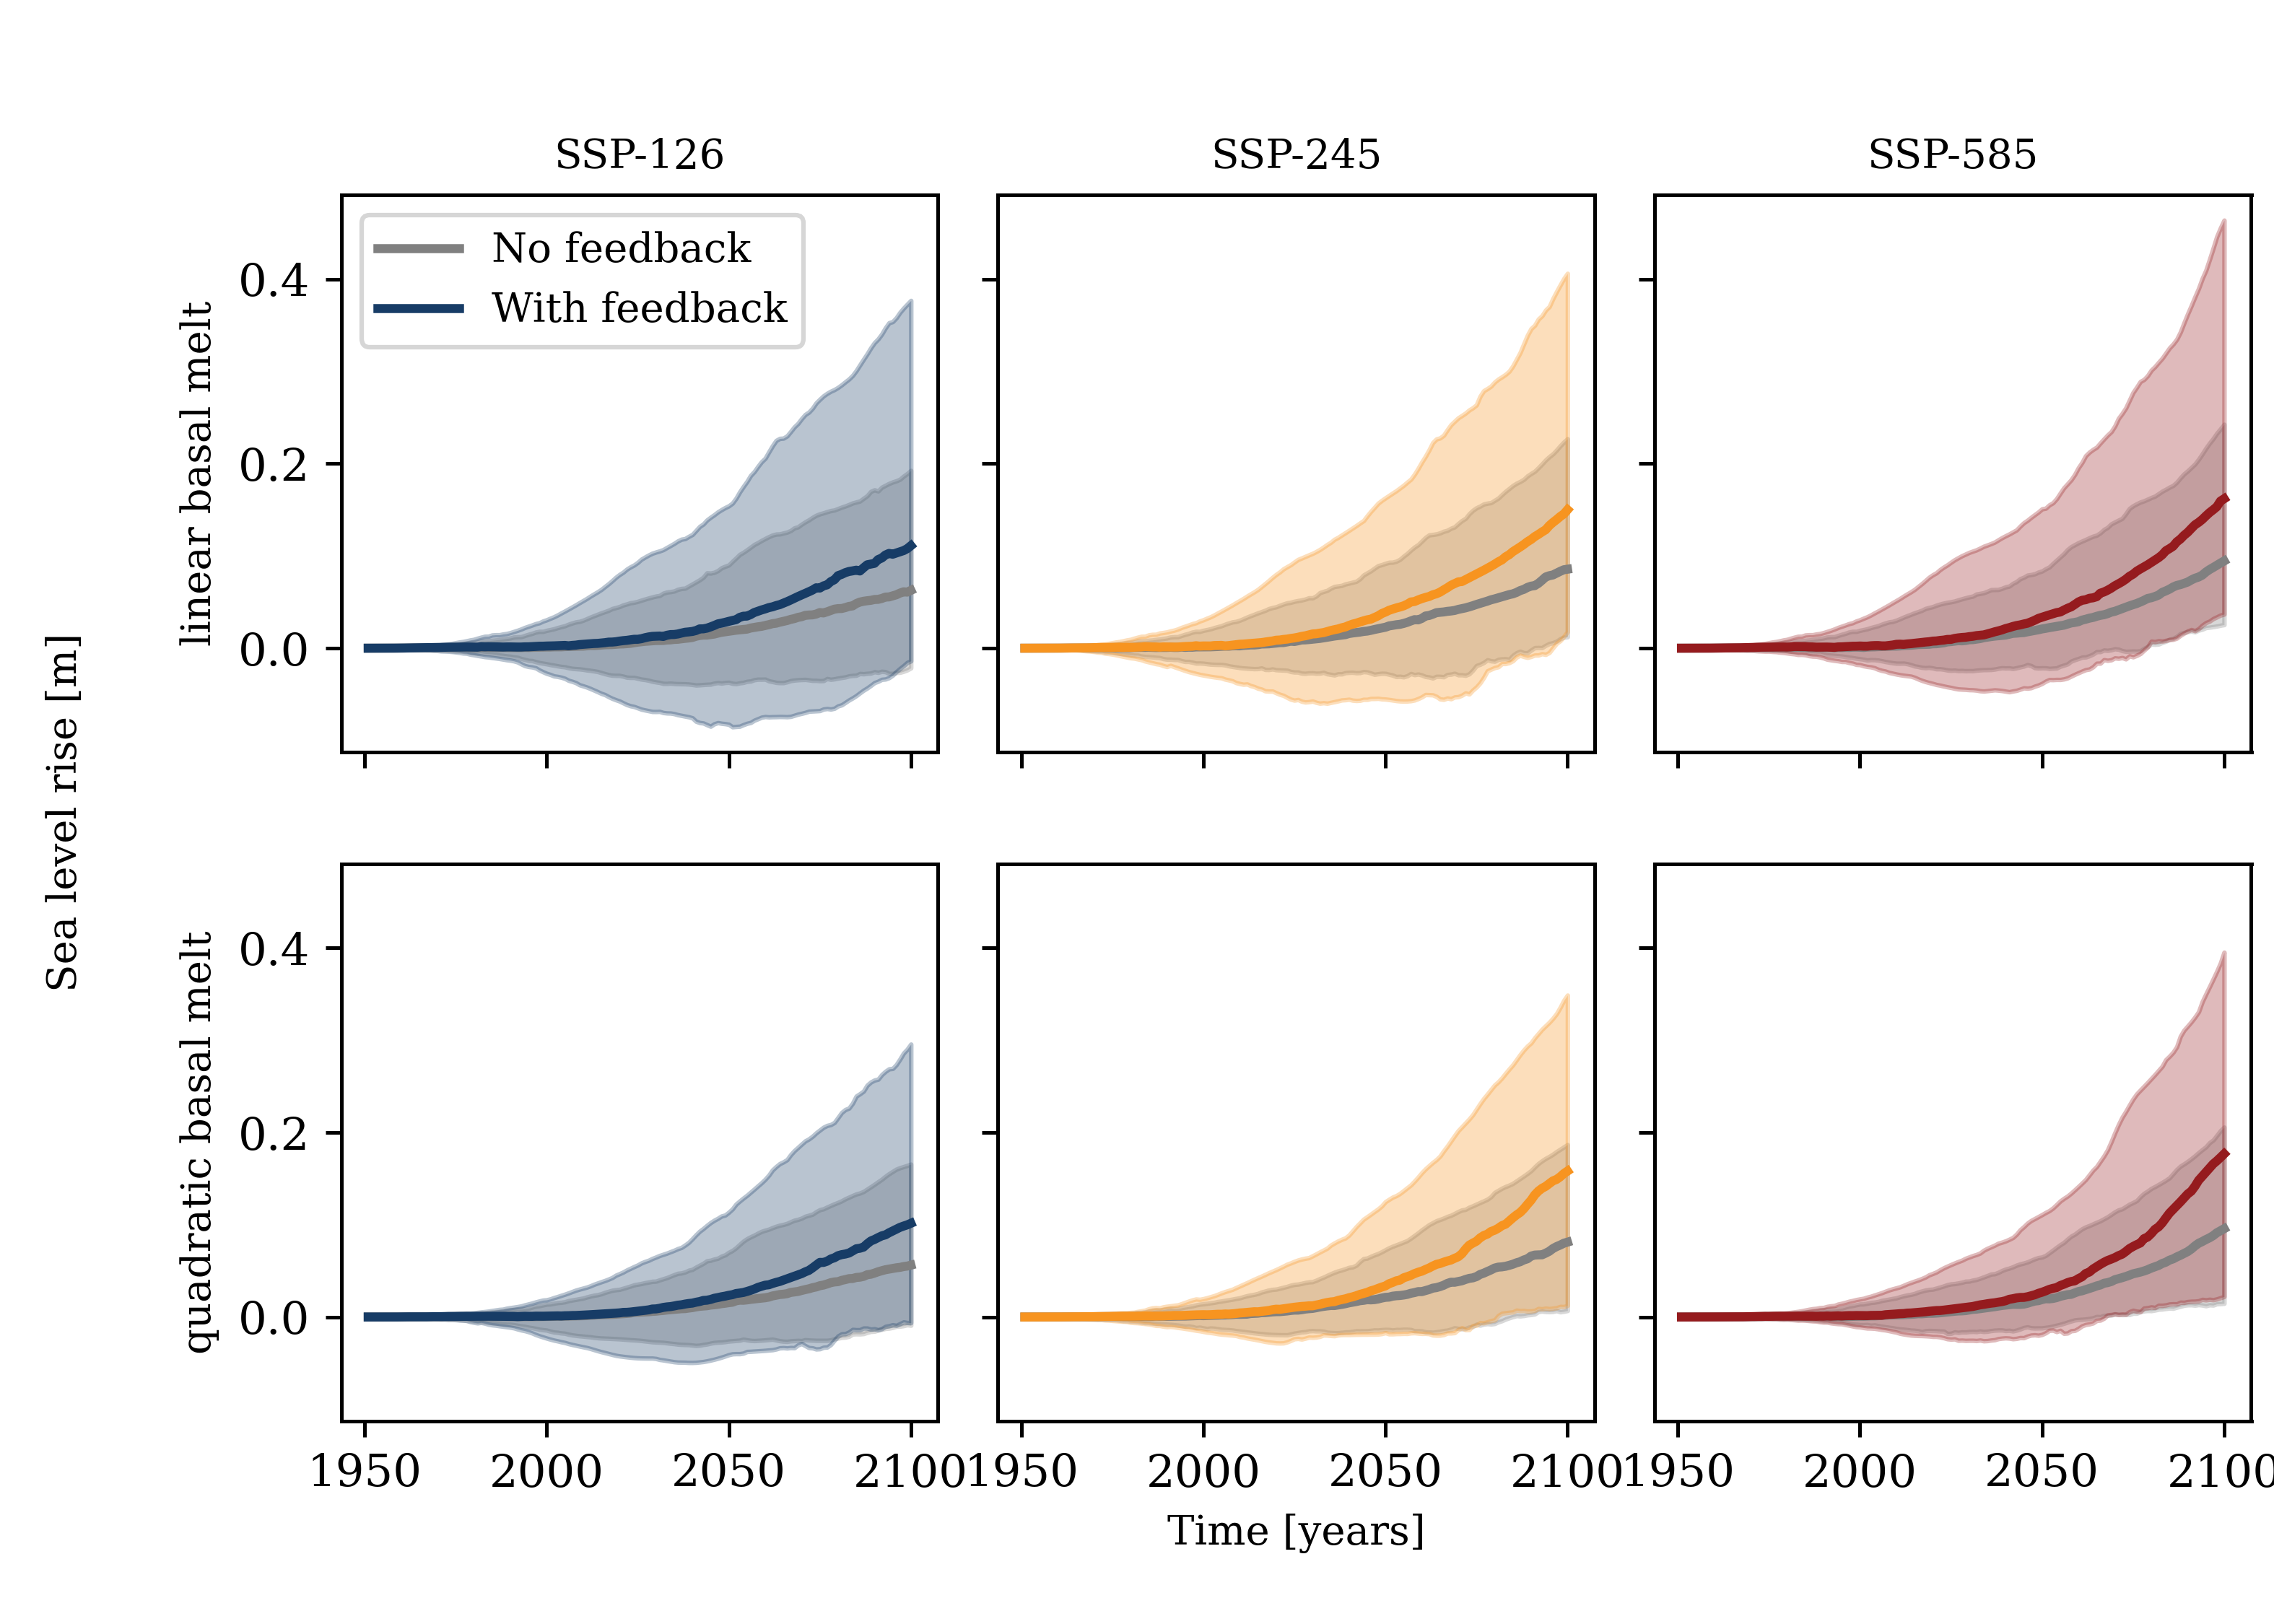 SSP-126
SSP-245
SSP-585
No feedback
With feedback
Sea level rise [m]
linear basal melt
0.4
0.2
0.0
quadratic basal melt
0.4
0.2
0.0
1950 2000 2050 2100 1950 2000 2050 2100 1950 2000 2050 2100
Time [years]